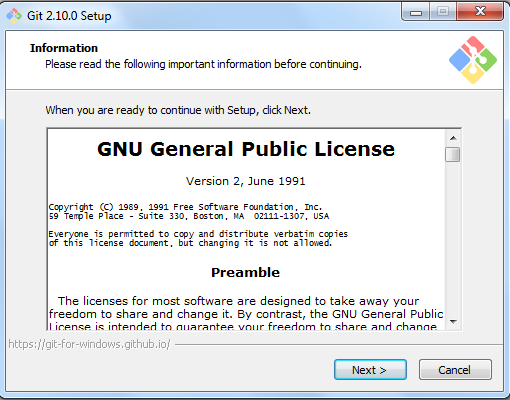 Git 2.10.0 Setup
Information
Please read the following important information before continuing.
When you are ready to continue with Setup, click Next.
GNU General Public License
Version 2, June 1991
Copyright (C) 1989, 1991 Free Software Foundation, Inc.
59 Temple Place - Suite 330, Boston, MA  02111-1307, USA
Everyone is permitted to copy and distribute verbatim copies
of this license document, but changing it is not allowed.
Preamble
The licenses for most software are designed to take away your
freedom to share and change it. By contrast, the GNU General Public
License is intended to guarantee your freedom to share and change
https://git-for-windows.github.io/
Next >
Cancel